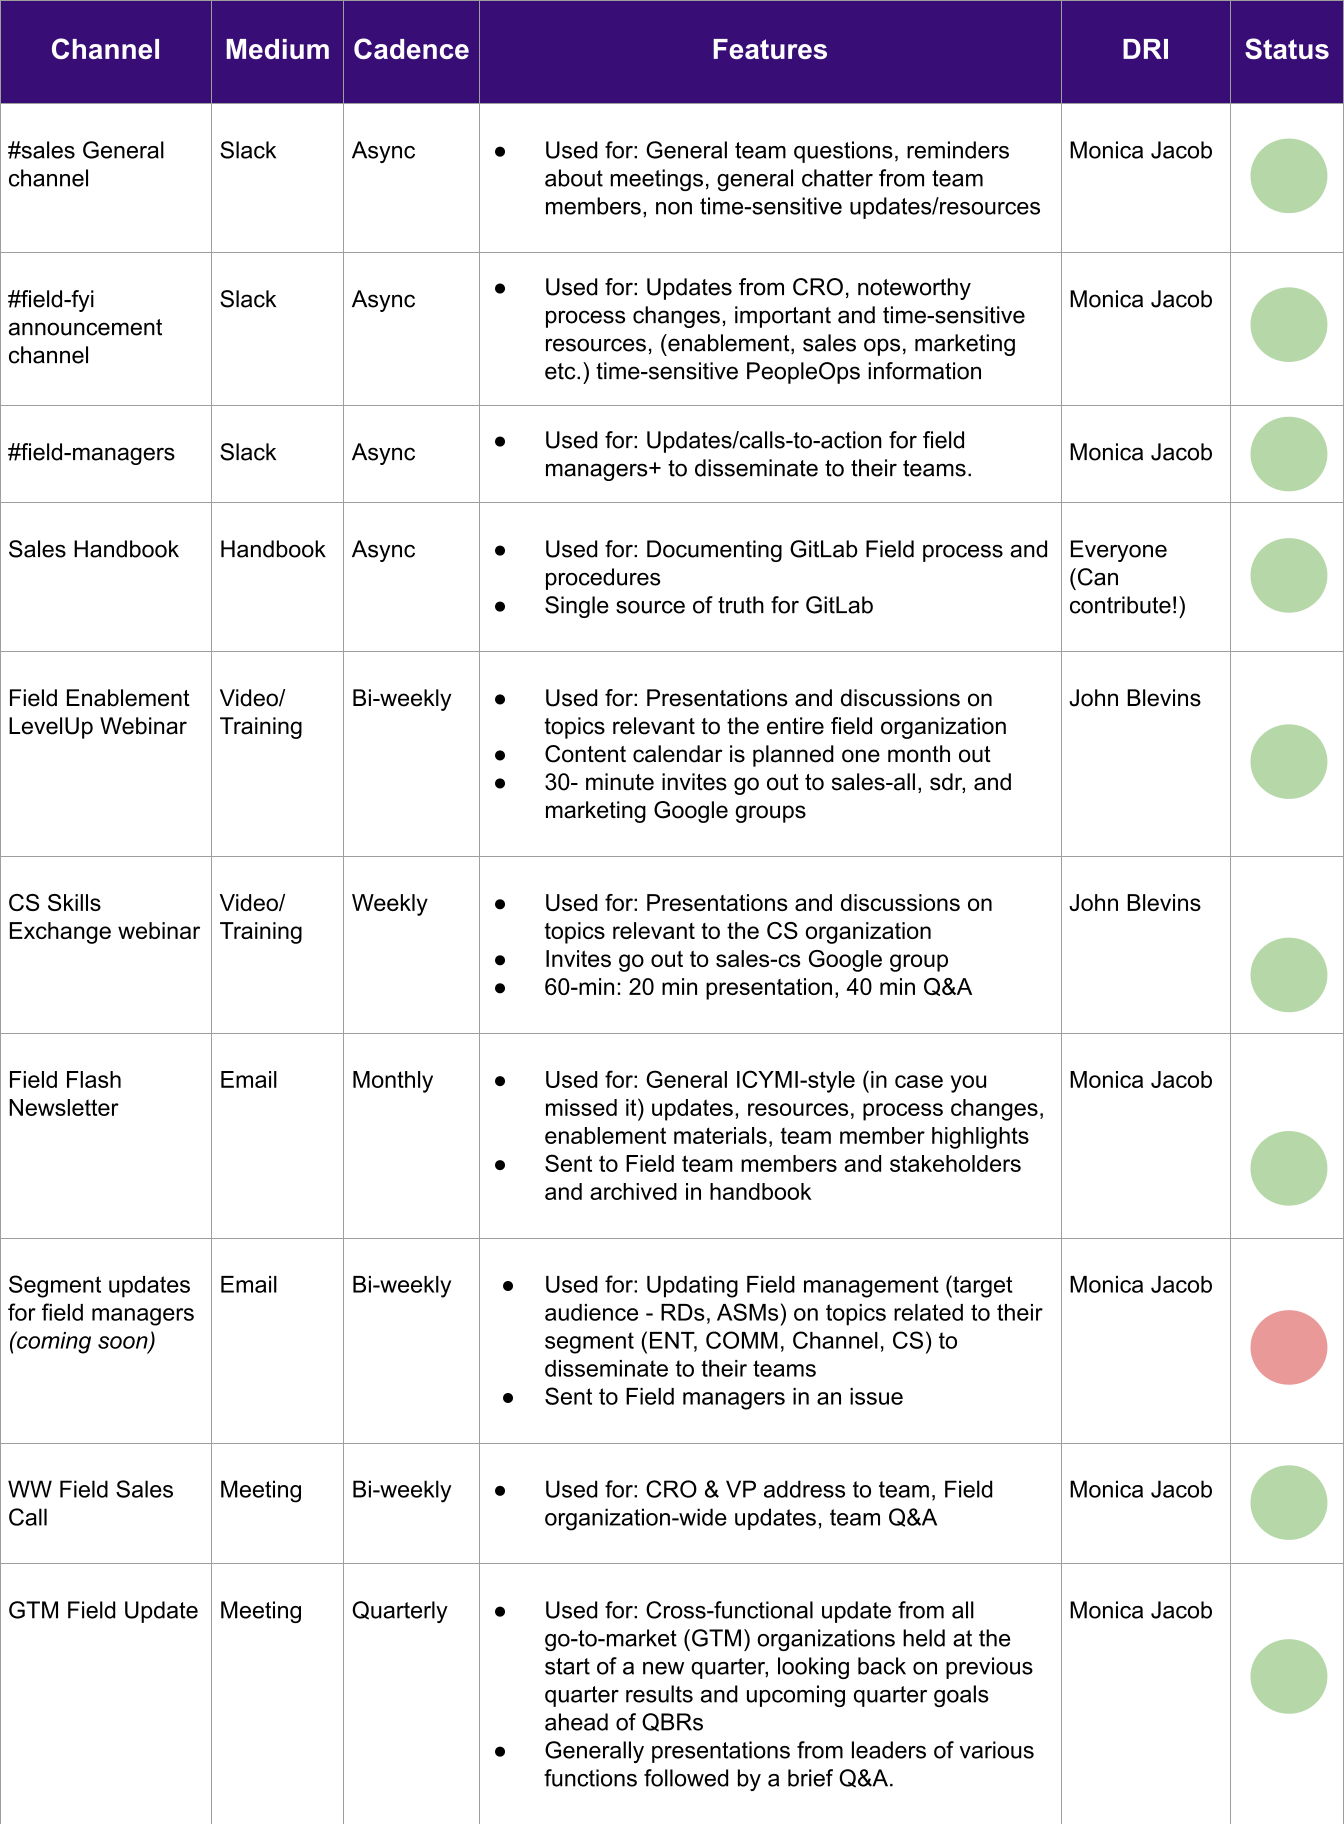 Channel Medium Cadence Features DRI Status
#sales General
channel
Slack
Async
● Used for: General team questions, reminders
about meetings, general chatter from team
members, non time-sensitive updates/resources
Monica Jacob
#field-fyi
announcement
channel
Slack
Async
● Used for: Updates from CRO, noteworthy
process changes, important and time-sensitive
resources, (enablement, sales ops, marketing
etc.) time-sensitive PeopleOps information
Monica Jacob
#field-managers
Slack
Async
● Used for: Updates/calls-to-action for field
managers+ to disseminate to their teams.
Monica Jacob
Sales Handbook
Handbook
Async
● Used for: Documenting GitLab Field process and
procedures
● Single source of truth for GitLab
Everyone
(Can
contribute!)
Field Enablement
LevelUp Webinar
Video/
Training
Bi-weekly
● Used for: Presentations and discussions on
topics relevant to the entire field organization
● Content calendar is planned one month out
● 30- minute invites go out to sales-all, sdr, and
marketing Google groups
John Blevins
CS Skills
Exchange webinar
Video/
Training
Weekly
● Used for: Presentations and discussions on
topics relevant to the CS organization
● Invites go out to sales-cs Google group
● 60-min: 20 min presentation, 40 min Q&A
John Blevins
Field Flash
Newsletter
Email
Monthly
● Used for: General ICYMI-style (in case you
missed it) updates, resources, process changes,
enablement materials, team member highlights
● Sent to Field team members and stakeholders
and archived in handbook
Monica Jacob
Segment updates
for field managers
(coming soon)
Email
Bi-weekly
● Used for: Updating Field management (target
audience - RDs, ASMs) on topics related to their
segment (ENT, COMM, Channel, CS) to
disseminate to their teams
● Sent to Field managers in an issue
Monica Jacob
WW Field Sales
Call
Meeting
Bi-weekly
● Used for: CRO & VP address to team, Field
organization-wide updates, team Q&A
Monica Jacob
GTM Field Update
Meeting
Quarterly
● Used for: Cross-functional update from all
go-to-market (GTM) organizations held at the
start of a new quarter, looking back on previous
quarter results and upcoming quarter goals
ahead of QBRs
● Generally presentations from leaders of various
functions followed by a brief Q&A.
Monica Jacob